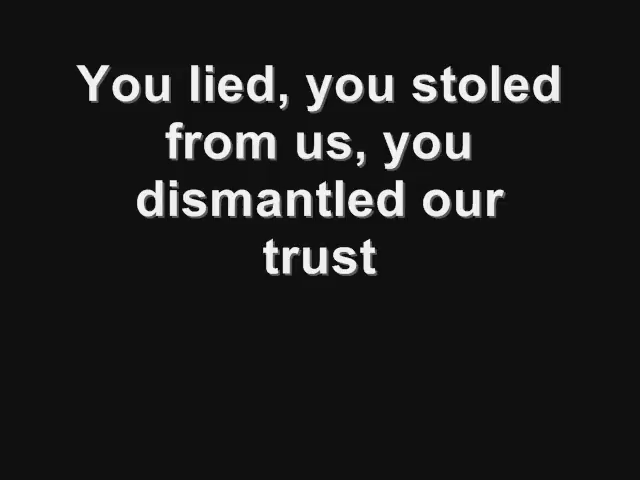 You lied, you stoled
from us, you
dismantled our
trust